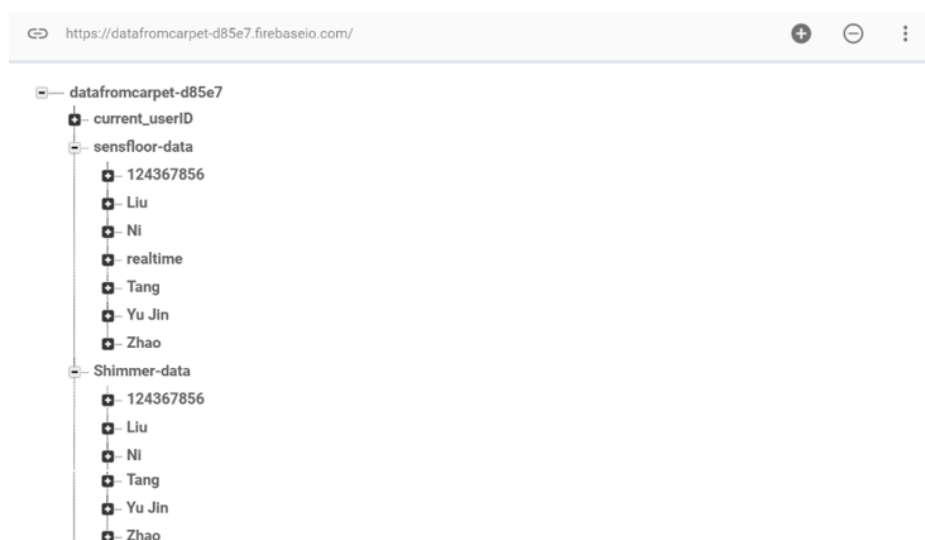 https://datafromcarpet-d85e7.firebaseio.com/
datafromcarpet-d85e7
current_userID
sensfloor-data
124367856
Liu
Ni
realtime
Tang
Yu Jin
Zhao
Shimmer-data
124367856
Liu
Ni
Tang
Yu Jin
Zhao